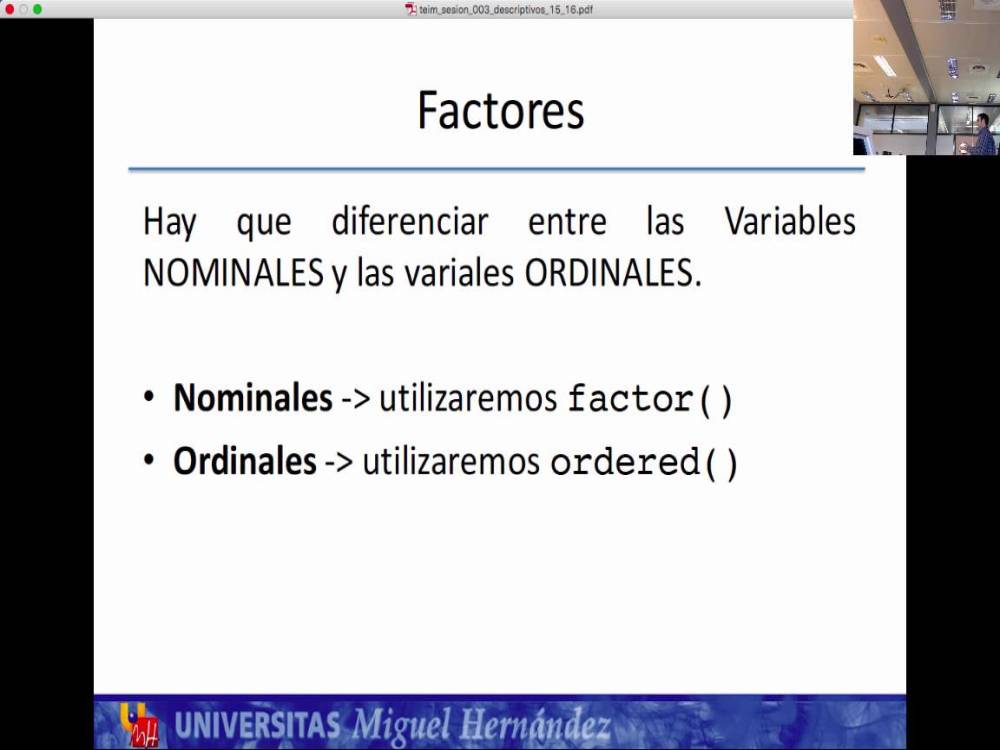 teim_sesion_003_descriptivos_15_16.pdf
Factores
Hay que diferenciar entre las Variables
NOMINALES y las variales ORDINALES.
• Nominales -> utilizaremos factor()
• Ordinales -> utilizaremos ordered()
UNIVERSITAS Miguel Hernández